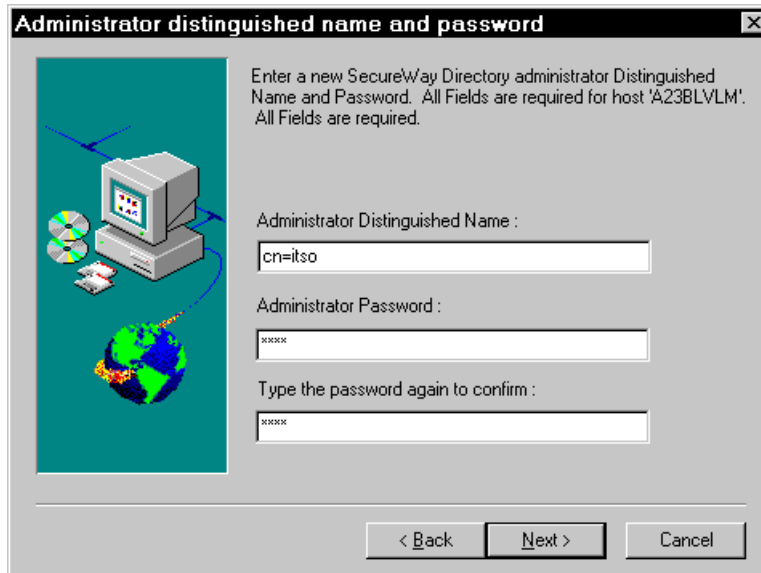 Administrator distinguished name and password
Enter a new SecureWay Directory administrator Distinguished
Name and Password.  All Fields are required for host 'A23BLVLM'.
All Fields are required.
Administrator Distinguished Name :
cn=itso
Administrator Password :
****
Type the password again to confirm :
****
< Back
Next >
Cancel